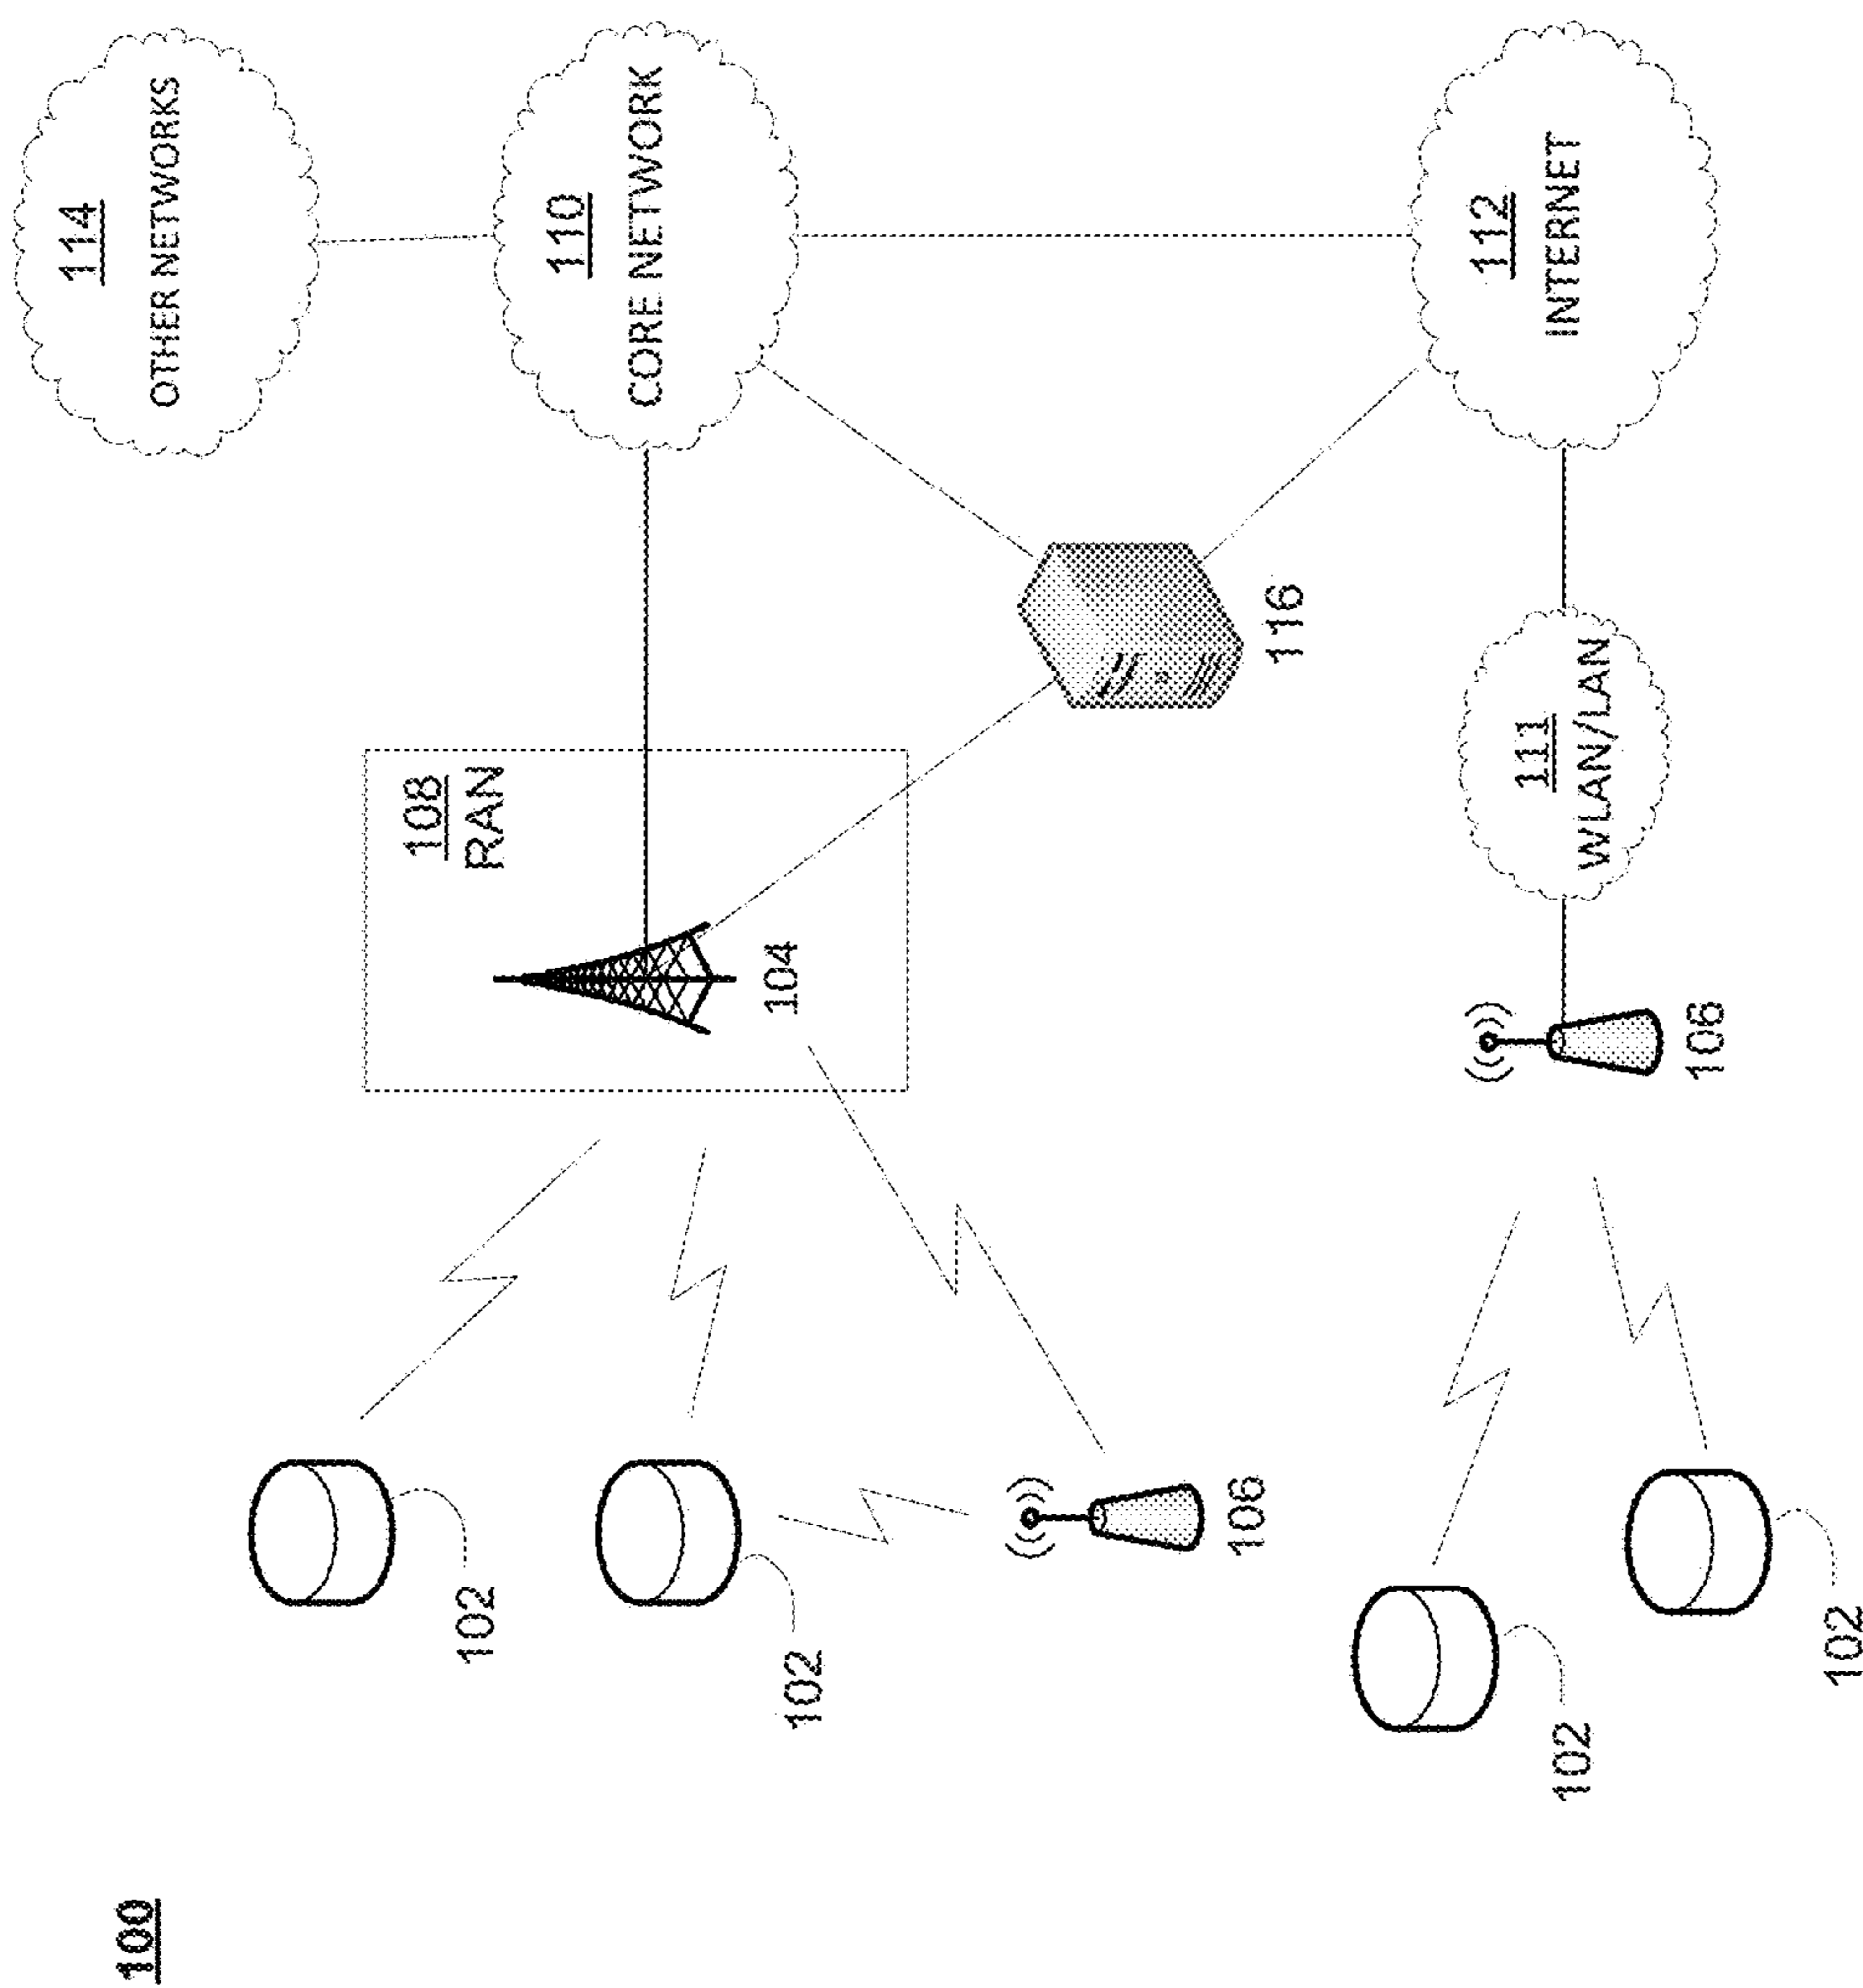 100
114
OTHER NETWORKS
110
CORE NETWORK
108
RAN
104
102
102
106
116
112
INTERNET
111
WLAN/LAN
106
102
102